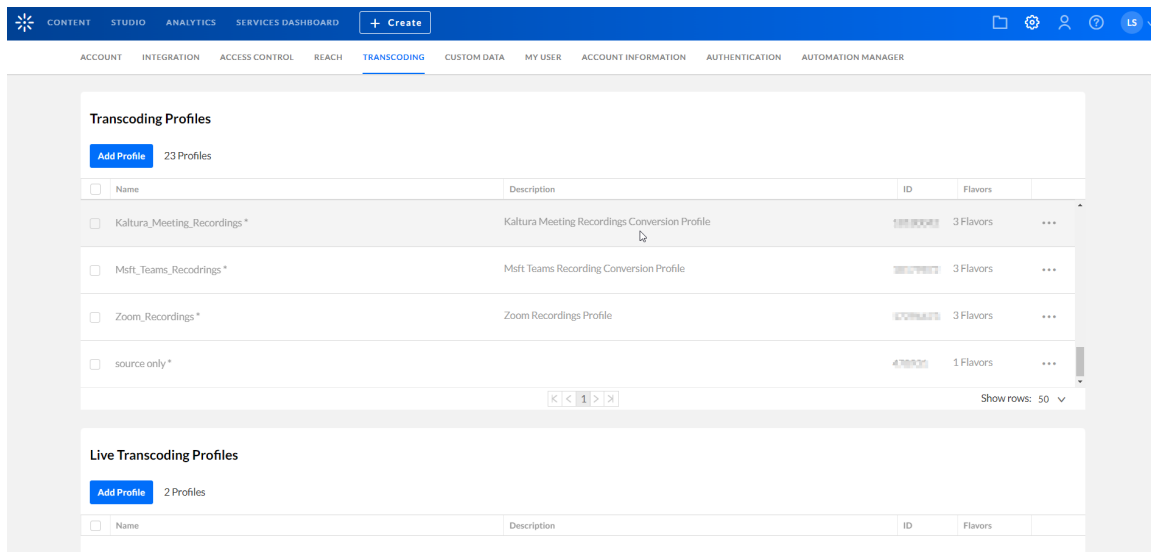 CONTENT STUDIO ANALYTICS SERVICES DASHBOARD + Create LS
ACCOUNT INTEGRATION ACCESS CONTROL REACH TRANSCODING CUSTOM DATA MY USER ACCOUNT INFORMATION AUTHENTICATION AUTOMATION MANAGER
Transcoding Profiles
Add Profile 23 Profiles
Name Description ID Flavors
Kaltura_Meeting_Recordings * Kaltura Meeting Recordings Conversion Profile 3 Flavors
Msft_Teams_Recodrings * Msft Teams Recording Conversion Profile 3 Flavors
Zoom_Recordings * Zoom Recordings Profile 3 Flavors
source only * 1 Flavors
1 Show rows: 50
Live Transcoding Profiles
Add Profile 2 Profiles
Name Description ID Flavors